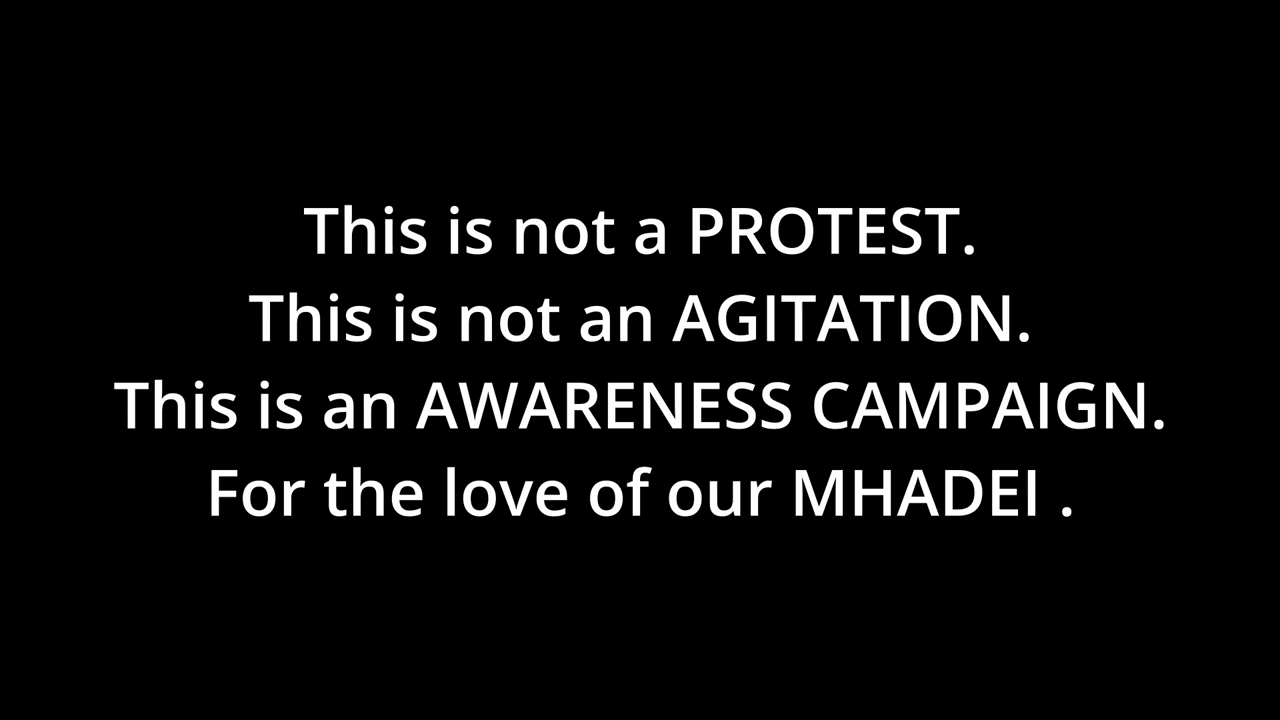 This is not a PROTEST.
This is not an AGITATION.
This is an AWARENESS CAMPAIGN.
For the love of our MHADEI .